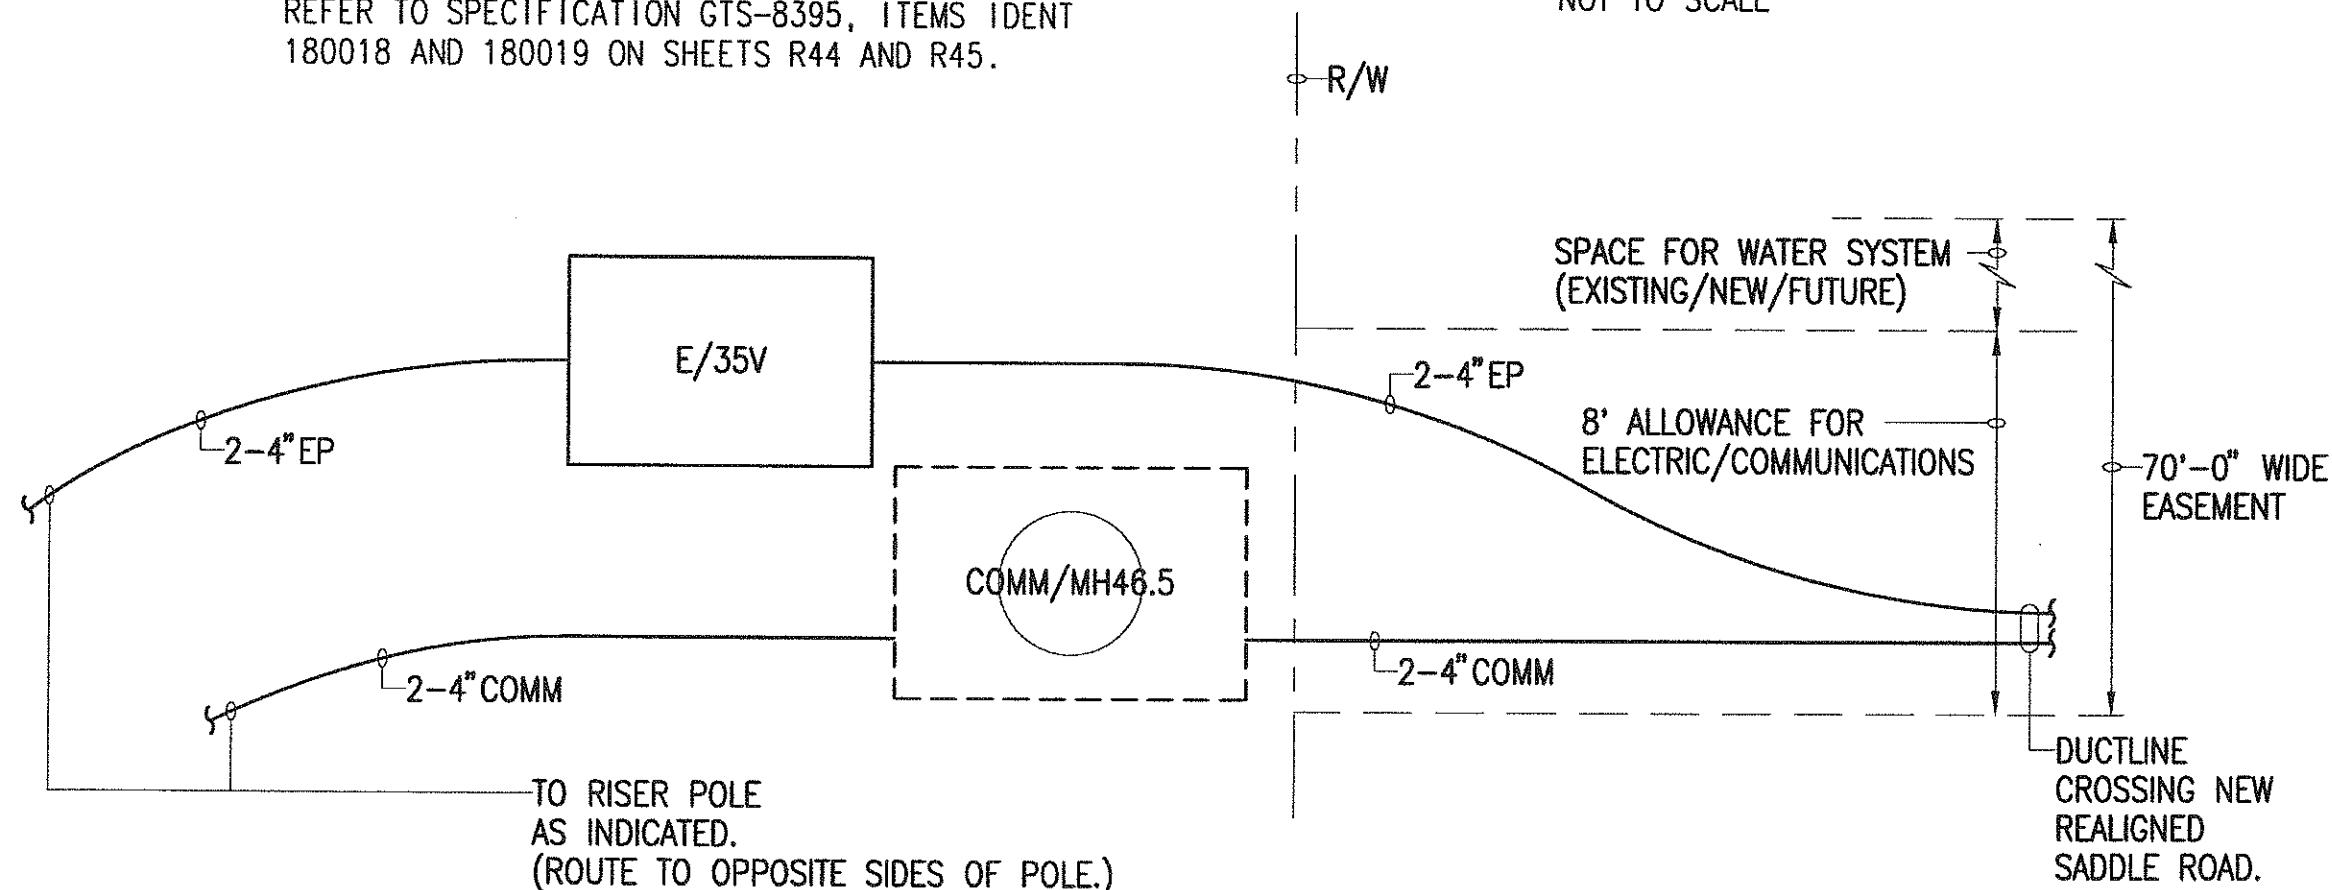 REFER TO SPECIFICATION GTS-8395, ITEMS IDENT
180018 AND 180019 ON SHEETS R44 AND R45.
NOT TO SCALE
R/W
SPACE FOR WATER SYSTEM
(EXISTING/NEW/FUTURE)
E/35V
2-4"EP
2-4"EP
8' ALLOWANCE FOR
ELECTRIC/COMMUNICATIONS
70'-0" WIDE
EASEMENT
COMM/MH46.5
2-4"COMM
2-4"COMM
TO RISER POLE
AS INDICATED.
(ROUTE TO OPPOSITE SIDES OF POLE.)
DUCTLINE
CROSSING NEW
REALIGNED
SADDLE ROAD.